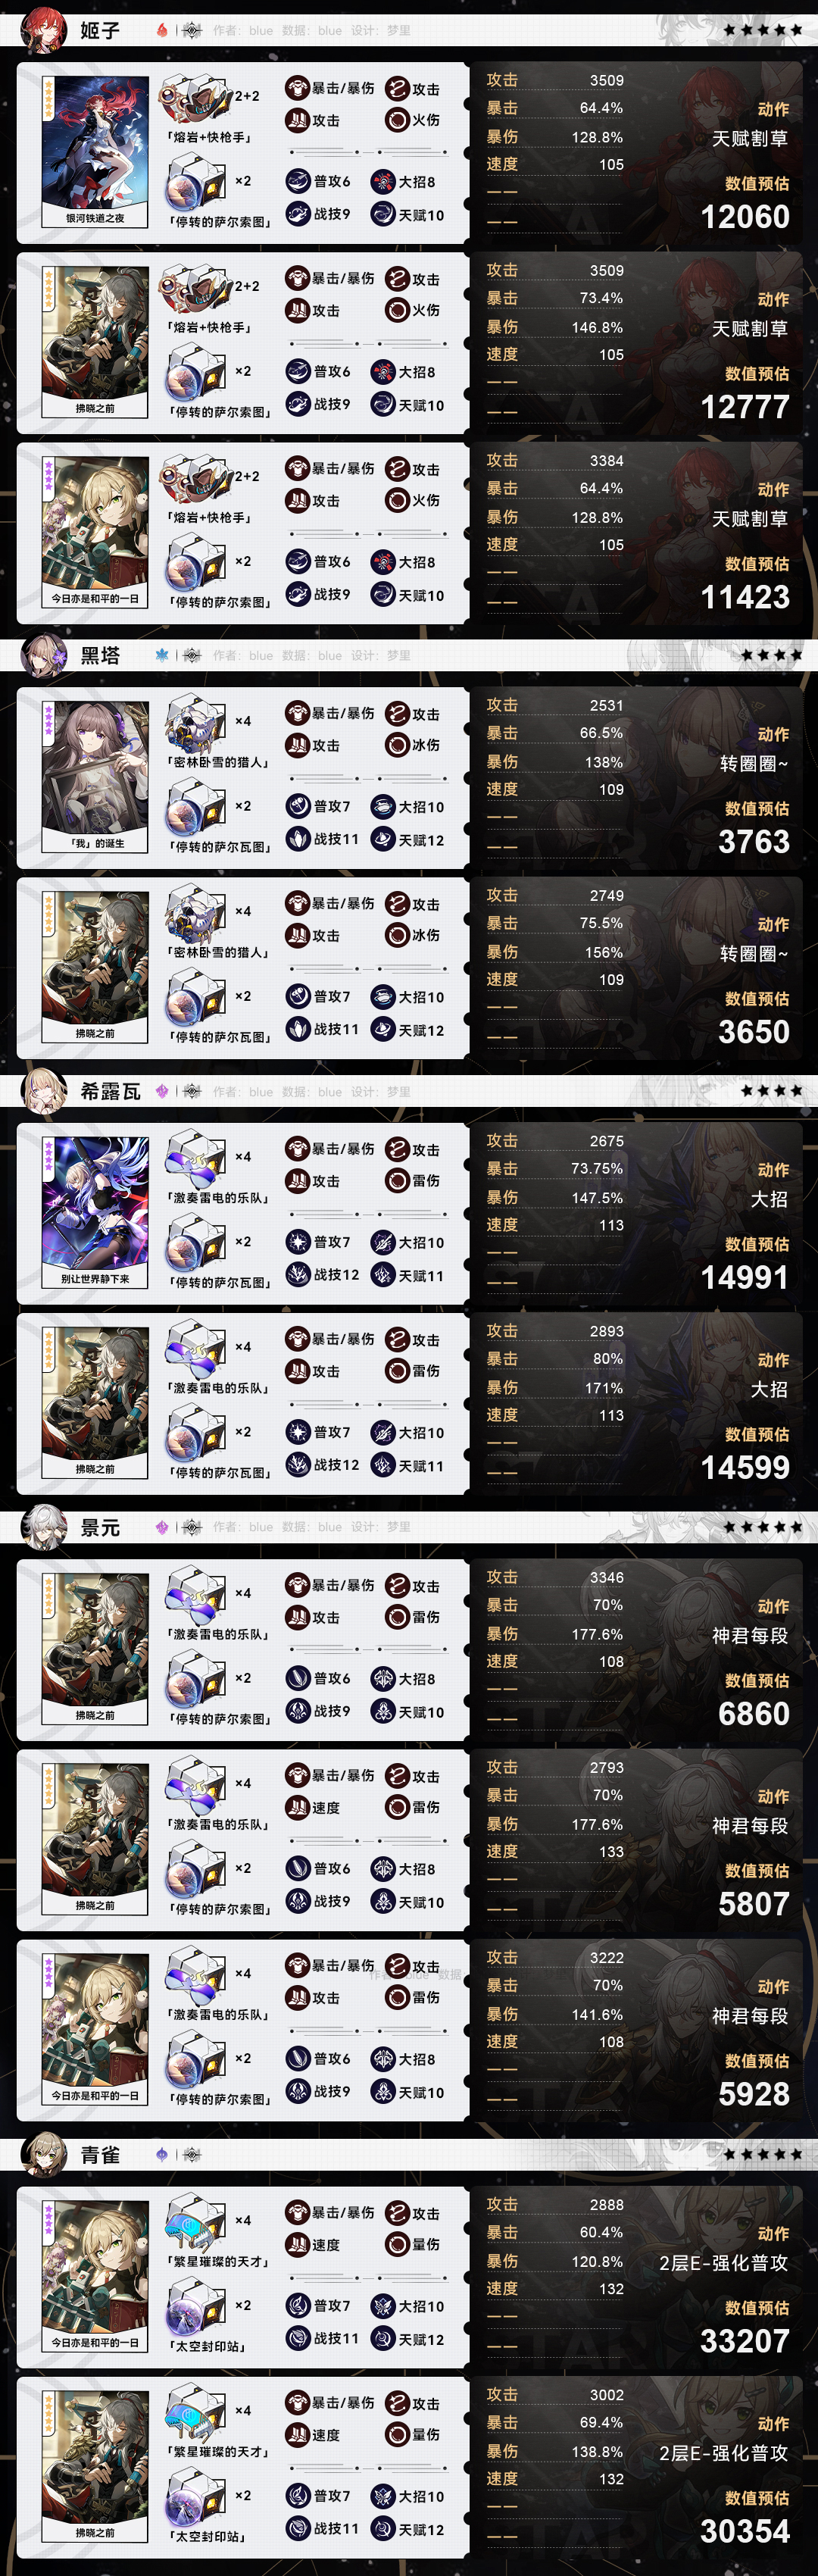 姬子 作者：blue 数据：blue 设计：梦里
银河铁道之夜
2+2
「熔岩+快枪手」
×2
「停转的萨尔索图」
暴击/暴伤 攻击
攻击 火伤
普攻6 大招8
战技9 天赋10
攻击 3509
暴击 64.4%
暴伤 128.8%
速度 105
动作
天赋割草
数值预估
12060
拂晓之前
2+2
「熔岩+快枪手」
×2
「停转的萨尔索图」
暴击/暴伤 攻击
攻击 火伤
普攻6 大招8
战技9 天赋10
攻击 3509
暴击 73.4%
暴伤 146.8%
速度 105
动作
天赋割草
数值预估
12777
今日亦是和平的一日
2+2
「熔岩+快枪手」
×2
「停转的萨尔索图」
暴击/暴伤 攻击
攻击 火伤
普攻6 大招8
战技9 天赋10
攻击 3384
暴击 64.4%
暴伤 128.8%
速度 105
动作
天赋割草
数值预估
11423
黑塔 作者：blue 数据：blue 设计：梦里
「我」的诞生
×4
「密林卧雪的猎人」
×2
「停转的萨尔瓦图」
暴击/暴伤 攻击
攻击 冰伤
普攻7 大招10
战技11 天赋12
攻击 2531
暴击 66.5%
暴伤 138%
速度 109
动作
转圈圈~
数值预估
3763
拂晓之前
×4
「密林卧雪的猎人」
×2
「停转的萨尔瓦图」
暴击/暴伤 攻击
攻击 冰伤
普攻7 大招10
战技11 天赋12
攻击 2749
暴击 75.5%
暴伤 156%
速度 109
动作
转圈圈~
数值预估
3650
希露瓦 作者：blue 数据：blue 设计：梦里
别让世界静下来
×4
「激奏雷电的乐队」
×2
「停转的萨尔瓦图」
暴击/暴伤 攻击
攻击 雷伤
普攻7 大招10
战技12 天赋11
攻击 2675
暴击 73.75%
暴伤 147.5%
速度 113
动作
大招
数值预估
14991
拂晓之前
×4
「激奏雷电的乐队」
×2
「停转的萨尔瓦图」
暴击/暴伤 攻击
攻击 雷伤
普攻7 大招10
战技12 天赋11
攻击 2893
暴击 80%
暴伤 171%
速度 113
动作
大招
数值预估
14599
景元 作者：blue 数据：blue 设计：梦里
拂晓之前
×4
「激奏雷电的乐队」
×2
「停转的萨尔索图」
暴击/暴伤 攻击
攻击 雷伤
普攻6 大招8
战技9 天赋10
攻击 3346
暴击 70%
暴伤 177.6%
速度 108
动作
神君每段
数值预估
6860
拂晓之前
×4
「激奏雷电的乐队」
×2
「停转的萨尔索图」
暴击/暴伤 攻击
速度 雷伤
普攻6 大招8
战技9 天赋10
攻击 2793
暴击 70%
暴伤 177.6%
速度 133
动作
神君每段
数值预估
5807
今日亦是和平的一日
×4
「激奏雷电的乐队」
×2
「停转的萨尔索图」
暴击/暴伤 攻击
攻击 雷伤
普攻6 大招8
战技9 天赋10
攻击 3222
暴击 70%
暴伤 141.6%
速度 108
动作
神君每段
数值预估
5928
青雀
今日亦是和平的一日
×4
「繁星璀璨的天才」
×2
「太空封印站」
暴击/暴伤 攻击
速度 量伤
普攻7 大招10
战技11 天赋12
攻击 2888
暴击 60.4%
暴伤 120.8%
速度 132
动作
2层E-强化普攻
数值预估
33207
拂晓之前
×4
「繁星璀璨的天才」
×2
「太空封印站」
暴击/暴伤 攻击
速度 量伤
普攻7 大招10
战技11 天赋12
攻击 3002
暴击 69.4%
暴伤 138.8%
速度 132
动作
2层E-强化普攻
数值预估
30354